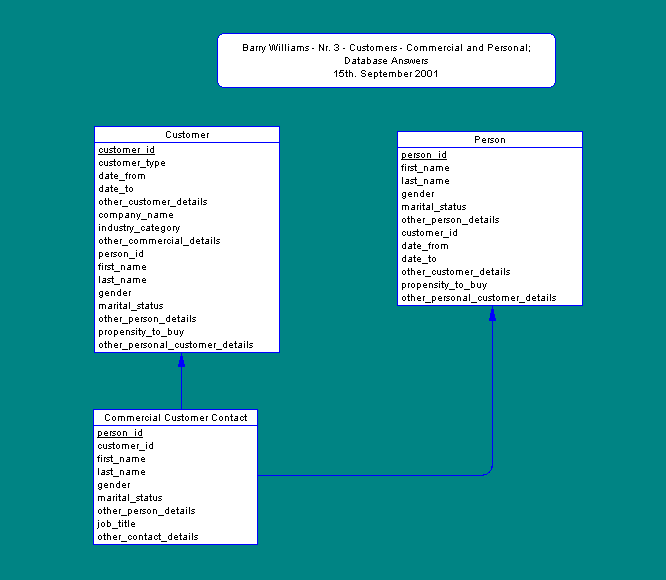 Barry Williams - Nr. 3 - Customers - Commercial and Personal;
Database Answers
15th. September 2001
Customer
customer_id
customer_type
date_from
date_to
other_customer_details
company_name
industry_category
other_commercial_details
person_id
first_name
last_name
gender
marital_status
other_person_details
propensity_to_buy
other_personal_customer_details
Person
person_id
first_name
last_name
gender
marital_status
other_person_details
customer_id
date_from
date_to
other_customer_details
propensity_to_buy
other_personal_customer_details
Commercial Customer Contact
person_id
customer_id
first_name
last_name
gender
marital_status
other_person_details
job_title
other_contact_details